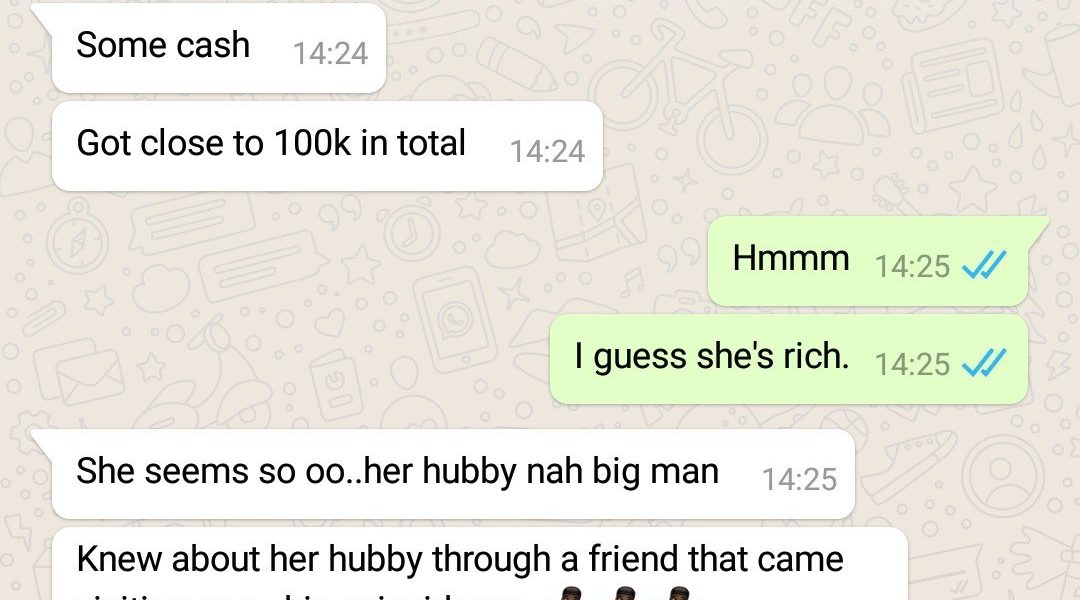 Some cash 14:24
Got close to 100k in total 14:24
Hmmm 14:25
I guess she's rich. 14:25
She seems so oo..her hubby nah big man 14:25
Knew about her hubby through a friend that came